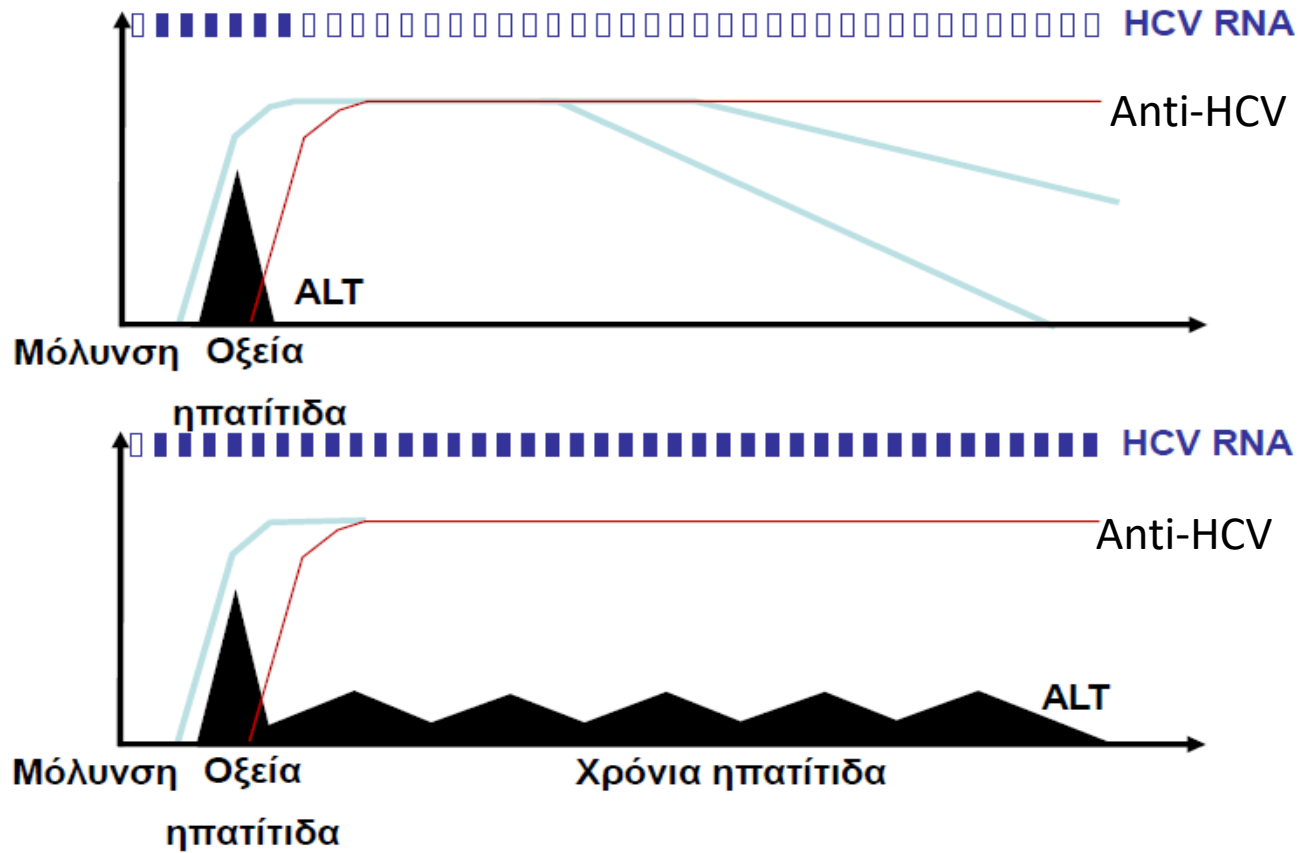 HCV RNA
Anti-HCV
ALT
Μόλυνση Οξεία
ηπατίτιδα
HCV RNA
Anti-HCV
ALT
Μόλυνση Οξεία Χρόνια ηπατίτιδα
ηπατίτιδα